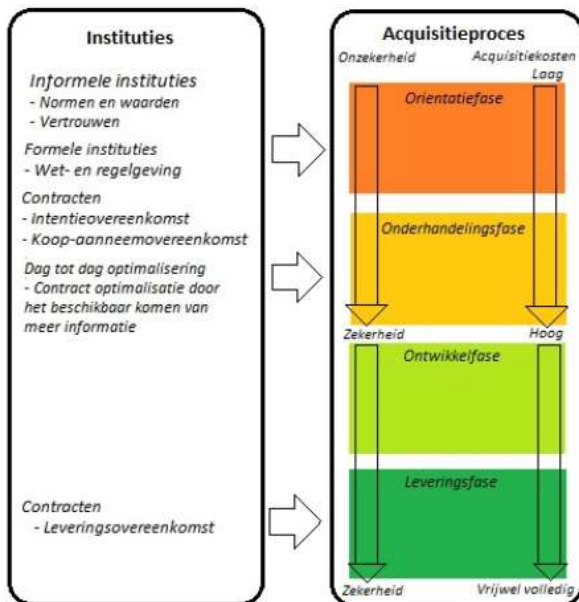 Instituties
Informele instituties
- Normen en waarden
- Vertrouwen
Formele instituties
- Wet- en regelgeving
Contracten
- Intentieovereenkomst
- Koop-aanneemovereenkomst
Dag tot dag optimalisering
- Contract optimalisatie door
het beschikbaar komen van
meer informatie
Contracten
- Leveringsovereenkomst
Acquisitieproces
Onzekerheid
Acquisitiekosten
Laag
Orientatiefase
Onderhandelingsfase
Zekerheid
Hoog
Ontwikkelfase
Leveringsfase
Zekerheid
Vrijwel volledig